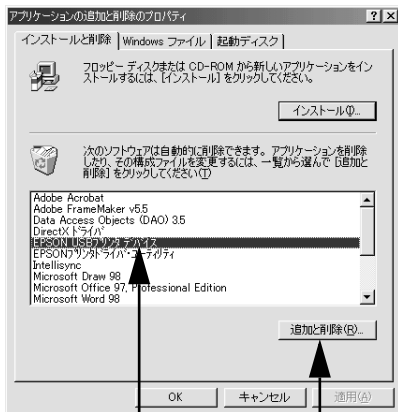 アプリケーションの追加と削除のプロパティ
インストールと削除
Windows ファイル
起動ディスク
フロッピー ディスクまたは CD-ROM から新しいアプリケーションをイン
ストールするには、[インストール] をクリックしてください。
インストール(I)...
次のソフトウェアは自動的に削除できます。アプリケーションを削除
したり、その構成ファイルを変更するには、一覧から選んで [追加と
削除] をクリックしてください(T)
Adobe Acrobat
Adobe FrameMaker v5.5
Data Access Objects (DAO) 3.5
DirectX ドライバ
EPSON USBプリンタ デバイス
EPSONプリンタドライバ・ユーティリティ
Intellisync
Microsoft Draw 98
Microsoft Office 97, Professional Edition
Microsoft Word 98
追加と削除(R)...
OK
キャンセル
適用(A)